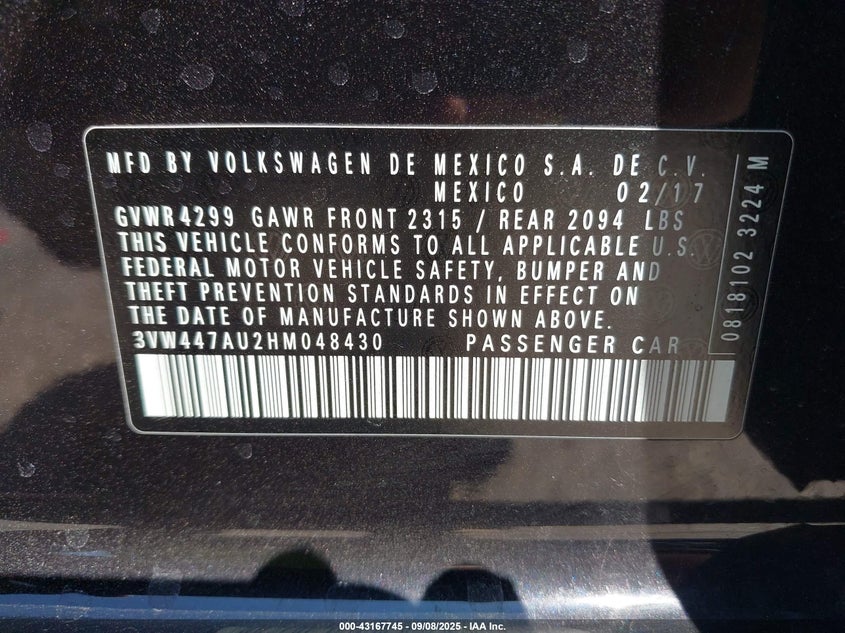 MFD BY VOLKSWAGEN DE MEXICO S.A. DE C.V.
MEXICO 02/17
GVWR 4299 GAWR FRONT 2315 / REAR 2094 LBS
THIS VEHICLE CONFORMS TO ALL APPLICABLE U.S.
FEDERAL MOTOR VEHICLE SAFETY, BUMPER AND
THEFT PREVENTION STANDARDS IN EFFECT ON
THE DATE OF MANUFACTURE SHOWN ABOVE.
3VW447AU2HM048430 PASSENGER CAR
0818102 3224 M
000-43167745 - 09/08/2025 - IAA Inc.